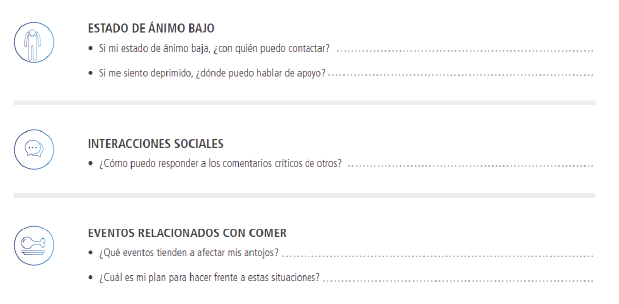 ESTADO DE ÁNIMO BAJO
• Si mi estado de ánimo baja, ¿con quién puedo contactar? ........................................
• Si me siento deprimido, ¿dónde puedo hablar de apoyo? ........................................
INTERACCIONES SOCIALES
• ¿Cómo puedo responder a los comentarios críticos de otros? ........................................
EVENTOS RELACIONADOS CON COMER
• ¿Qué eventos tienden a afectar mis antojos? ........................................
• ¿Cuál es mi plan para hacer frente a estas situaciones? ........................................